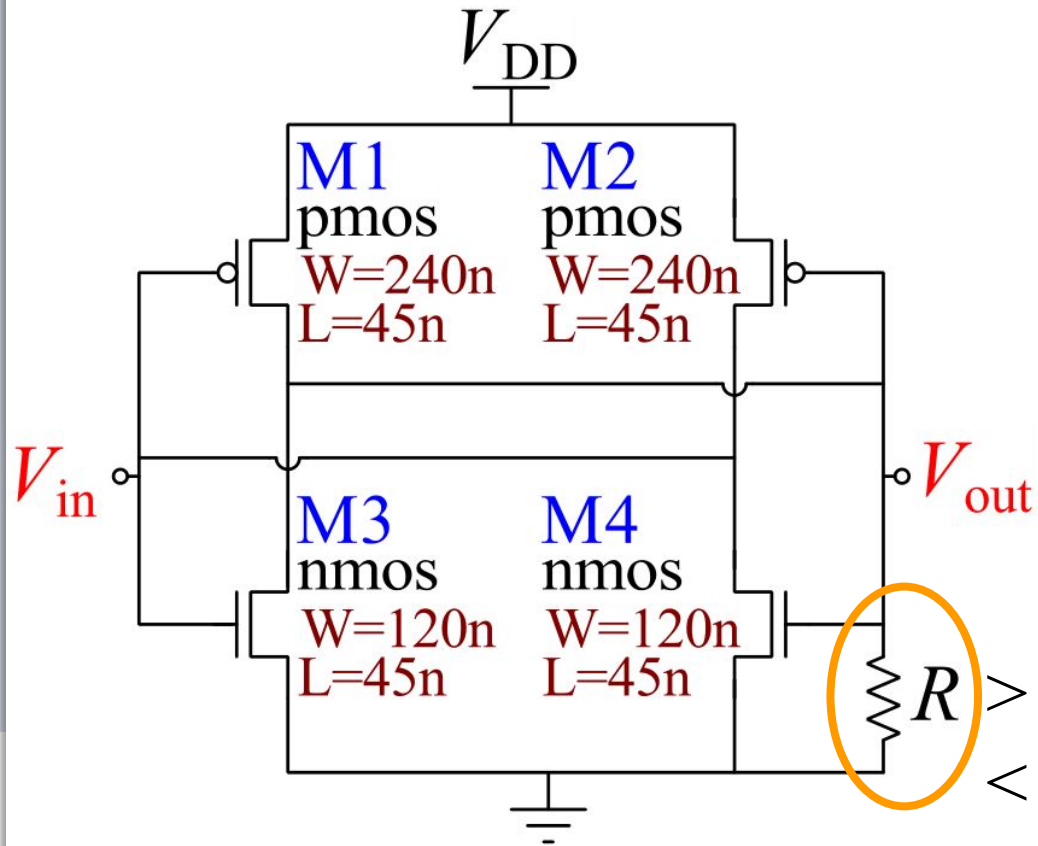 VDD
M1
pmos
W=240n
L=45n
M2
pmos
W=240n
L=45n
Vin
Vout
M3
nmos
W=120n
L=45n
M4
nmos
W=120n
L=45n
R >
<